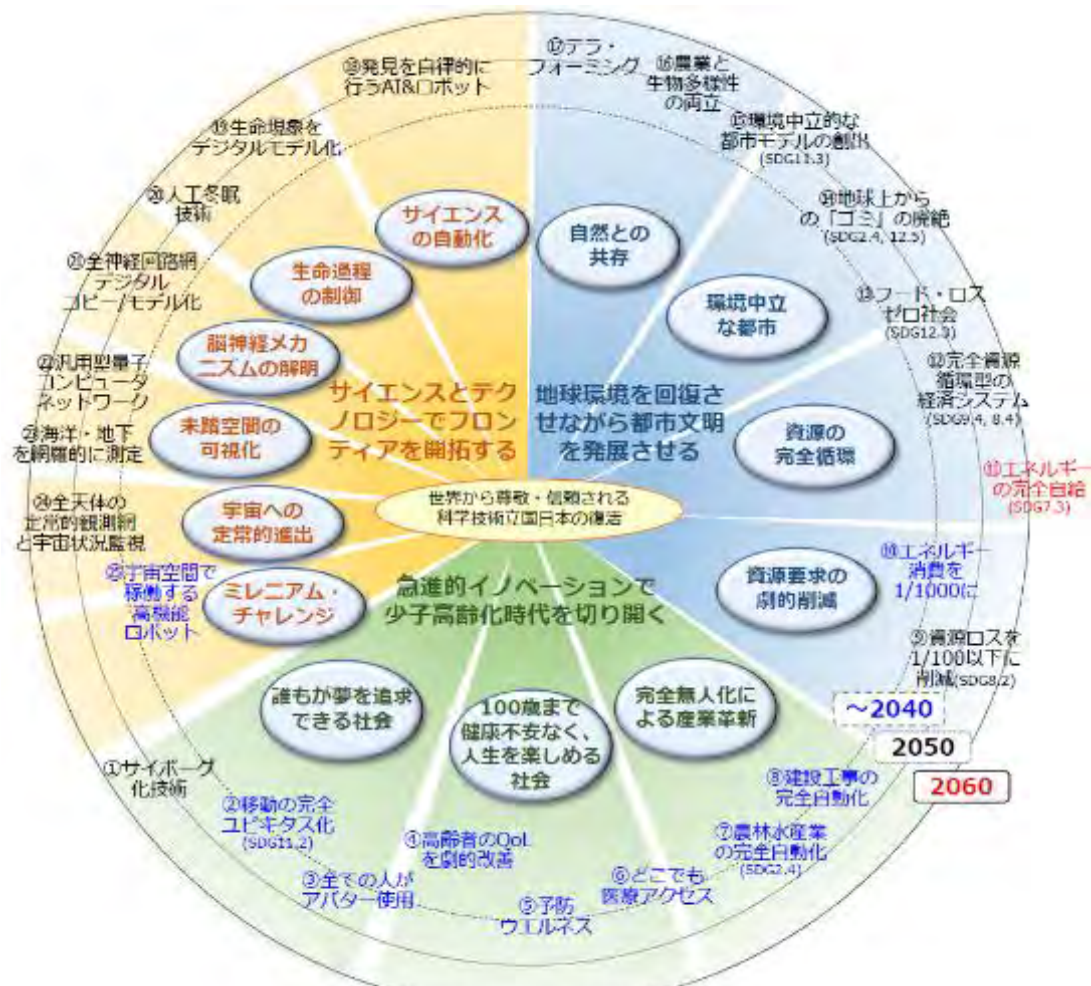 ⑱発見を自律的に
行うAI&ロボット
⑰テラ・
フォーミング
⑯農業と
生物多様性
の両立
⑲生命現象を
デジタルモデル化
⑮環境中立的な
都市モデルの創出
(SDG11.3)
⑳人工冬眠
技術
⑭地球上から
の「ゴミ」の廃絶
(SDG2.4, 12.5)
㉑全神経回路網
デジタル
コピー/モデル化
⑬フード・ロス
ゼロ社会
(SDG12.3)
㉒汎用型量子
コンピュータ
ネットワーク
⑫完全資源
循環型の
経済システム
(SDG9.4, 8.4)
㉓海洋・地下
を網羅的に測定
⑪エネルギー
の完全自給
(SDG7.3)
㉔全天体の
定常的観測網
と宇宙状況監視
⑩エネルギー
消費を
1/1000に
㉕宇宙空間で
稼働する
高機能
ロボット
⑨資源ロスを
1/100以下に
削減(SDG8.2)
サイエンス
の自動化
生命過程
の制御
脳神経メカ
ニズムの解明
未踏空間の
可視化
宇宙への
定常的進出
ミレニアム・
チャレンジ
サイエンスとテク
ノロジーでフロン
ティアを開拓する
自然との
共存
環境中立
な都市
資源の
完全循環
資源要求の
劇的削減
地球環境を回復さ
せながら都市文明
を発展させる
世界から尊敬・信頼される
科学技術立国日本の復活
急進的イノベーションで
少子高齢化時代を切り開く
誰もが夢を追求
できる社会
100歳まで
健康不安なく、
人生を楽しめる
社会
完全無人化に
よる産業革新
~2040
2050
2060
①サイボーグ
化技術
②移動の完全
ユビキタス化
(SDG11.2)
③全ての人が
アバター使用
④高齢者のQoL
を劇的改善
⑤予防
ウエルネス
⑥どこでも
医療アクセス
⑦農林水産業
の完全自動化
(SDG2.4)
⑧建設工事の
完全自動化